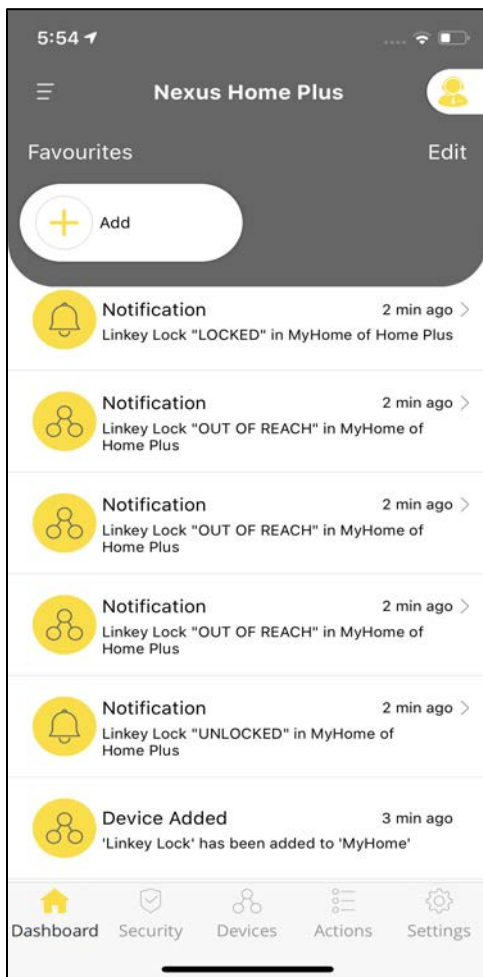 5:54
Nexus Home Plus
Favourites Edit
Add
Notification 2 min ago
Linkey Lock "LOCKED" in MyHome of Home Plus
Notification 2 min ago
Linkey Lock "OUT OF REACH" in MyHome of
Home Plus
Notification 2 min ago
Linkey Lock "OUT OF REACH" in MyHome of
Home Plus
Notification 2 min ago
Linkey Lock "OUT OF REACH" in MyHome of
Home Plus
Notification 2 min ago
Linkey Lock "UNLOCKED" in MyHome of
Home Plus
Device Added 3 min ago
'Linkey Lock' has been added to 'MyHome'
Dashboard Security Devices Actions Settings